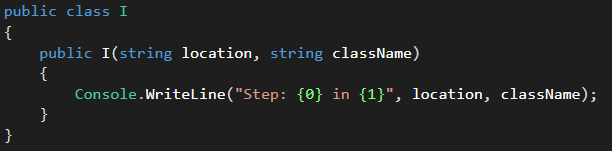 public class I
{
    public I(string location, string className)
    {
        Console.WriteLine("Step: {0} in {1}", location, className);
    }
}